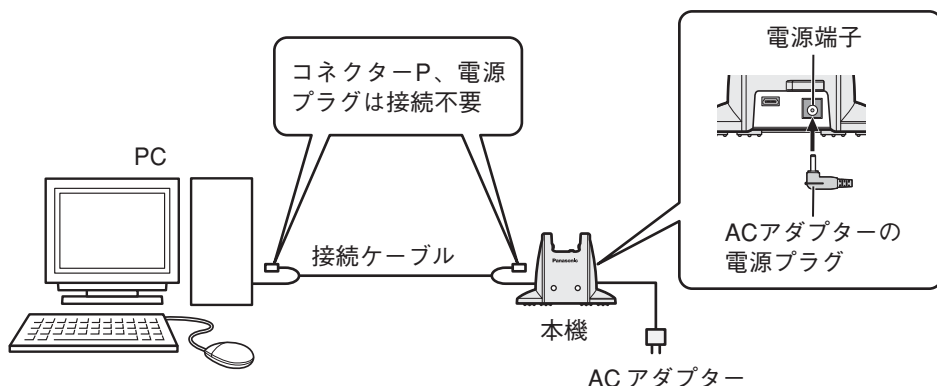 電源端子
コネクターP、電源
プラグは接続不要
PC
ACアダプターの
電源プラグ
接続ケーブル
Panasonic
本機
AC アダプター